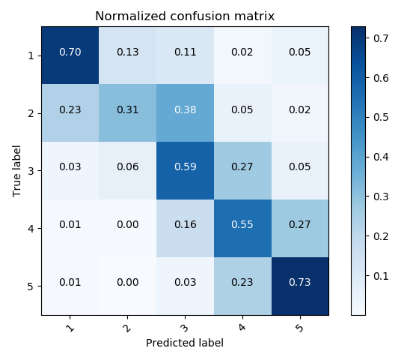 Normalized confusion matrix
True label
1 0.70 0.13 0.11 0.02 0.05
2 0.23 0.31 0.38 0.05 0.02
3 0.03 0.06 0.59 0.27 0.05
4 0.01 0.00 0.16 0.55 0.27
5 0.01 0.00 0.03 0.23 0.73
1 2 3 4 5
Predicted label
0.7
0.6
0.5
0.4
0.3
0.2
0.1